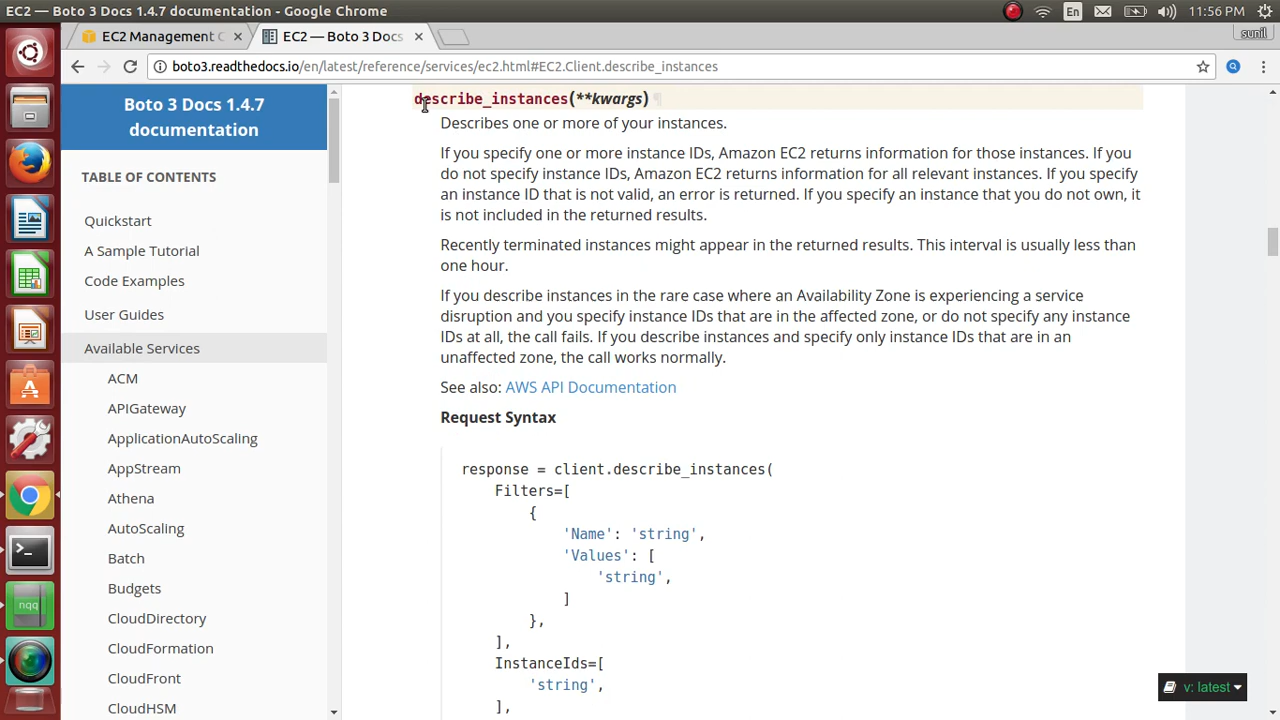 EC2 — Boto 3 Docs 1.4.7 documentation - Google Chrome
En
11:56 PM
EC2 Management C
×
EC2 — Boto 3 Docs
×
sunil
boto3.readthedocs.io/en/latest/reference/services/ec2.html#EC2.Client.describe_instances
Boto 3 Docs 1.4.7
documentation
TABLE OF CONTENTS
Quickstart
A Sample Tutorial
Code Examples
User Guides
Available Services
ACM
APIGateway
ApplicationAutoScaling
AppStream
Athena
AutoScaling
Batch
Budgets
CloudDirectory
CloudFormation
CloudFront
CloudHSM
describe_instances(**kwargs) ¶
Describes one or more of your instances.
If you specify one or more instance IDs, Amazon EC2 returns information for those instances. If you
do not specify instance IDs, Amazon EC2 returns information for all relevant instances. If you specify
an instance ID that is not valid, an error is returned. If you specify an instance that you do not own, it
is not included in the returned results.
Recently terminated instances might appear in the returned results. This interval is usually less than
one hour.
If you describe instances in the rare case where an Availability Zone is experiencing a service
disruption and you specify instance IDs that are in the affected zone, or do not specify any instance
IDs at all, the call fails. If you describe instances and specify only instance IDs that are in an
unaffected zone, the call works normally.
See also: AWS API Documentation
Request Syntax
response = client.describe_instances(
Filters=[
{
'Name': 'string',
'Values': [
'string',
]
},
],
InstanceIds=[
'string',
],
nqq
v: latest